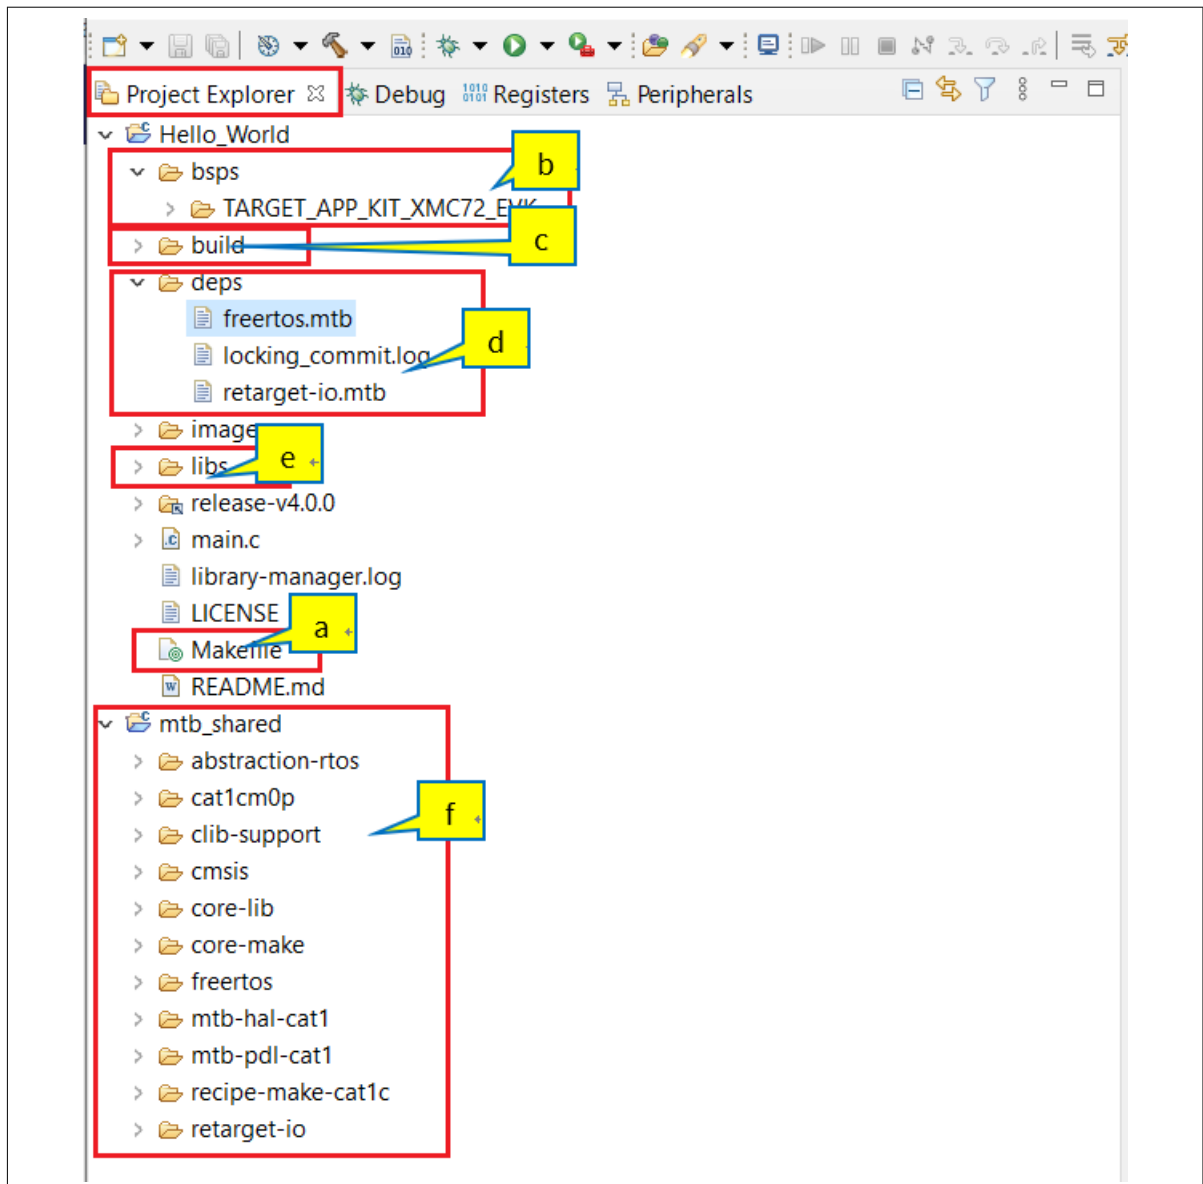 Project Explorer Debug Registers Peripherals
Hello_World
bsps
b
TARGET_APP_KIT_XMC72_EVK
build
c
deps
freertos.mtb
d
locking_commit.log
retarget-io.mtb
image
e
libs
release-v4.0.0
main.c
library-manager.log
LICENSE
a
Makefile
README.md
mtb_shared
abstraction-rtos
cat1cm0p
f
clib-support
cmsis
core-lib
core-make
freertos
mtb-hal-cat1
mtb-pdl-cat1
recipe-make-cat1c
retarget-io